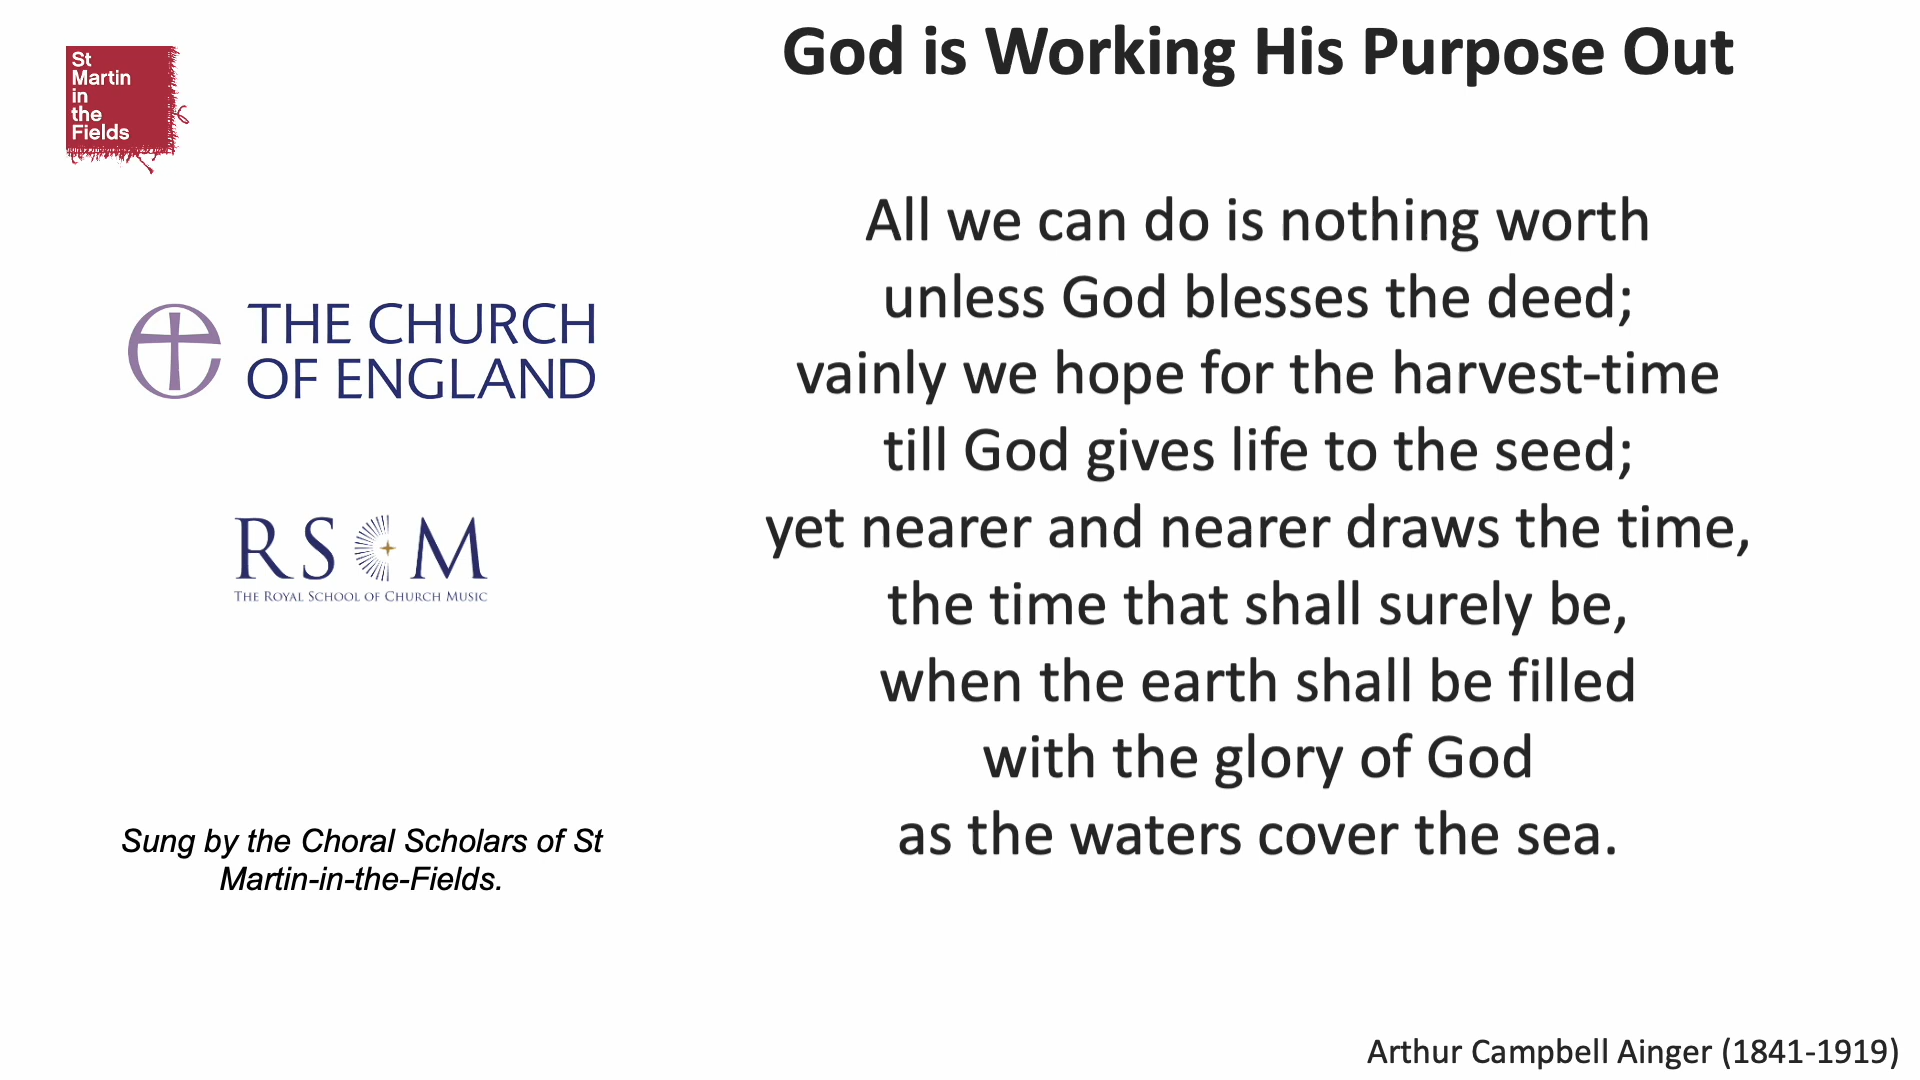 St
Martin
in
the
Fields
THE CHURCH
OF ENGLAND
RSCM
THE ROYAL SCHOOL OF CHURCH MUSIC
Sung by the Choral Scholars of St
Martin-in-the-Fields.
God is Working His Purpose Out
All we can do is nothing worth
unless God blesses the deed;
vainly we hope for the harvest-time
till God gives life to the seed;
yet nearer and nearer draws the time,
the time that shall surely be,
when the earth shall be filled
with the glory of God
as the waters cover the sea.
Arthur Campbell Ainger (1841-1919)